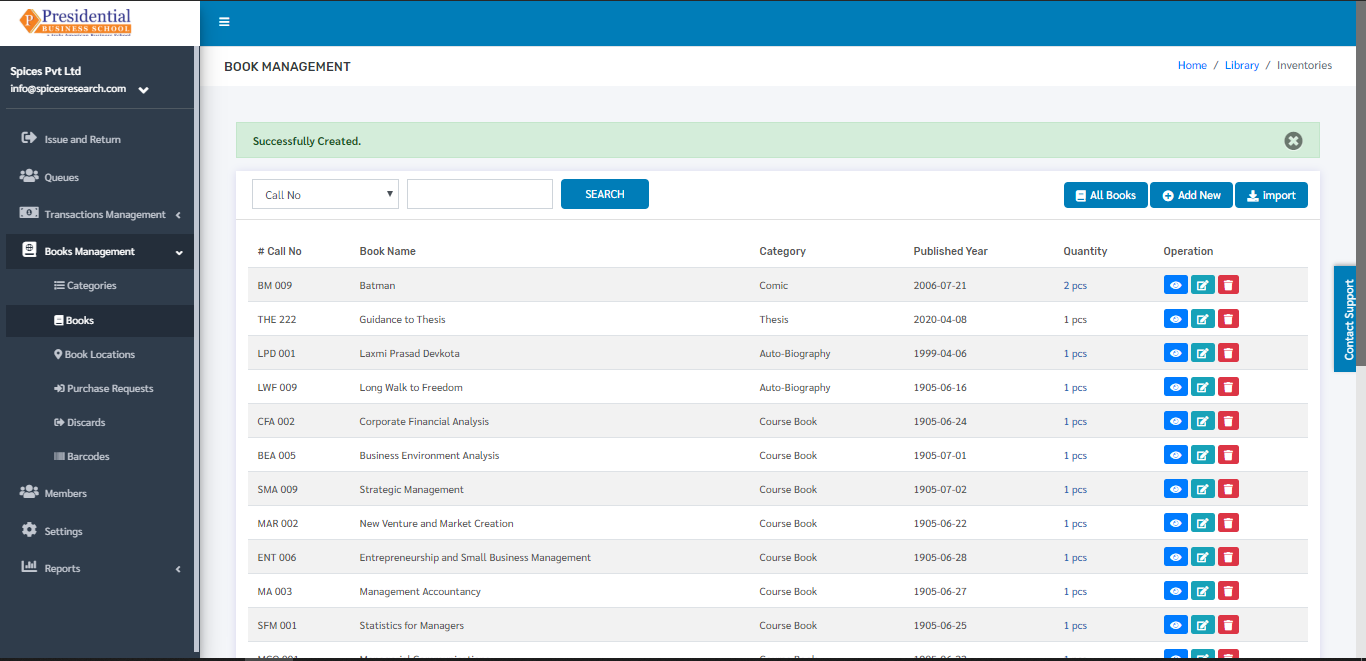 Presidential
BUSINESS SCHOOL
Spices Pvt Ltd
info@spicesresearch.com
Issue and Return
Queues
Transactions Management
Books Management
Categories
Books
Book Locations
Purchase Requests
Discards
Barcodes
Members
Settings
Reports
BOOK MANAGEMENT
Home / Library / Inventories
Successfully Created.
Call No SEARCH All Books Add New Import
# Call No Book Name Category Published Year Quantity Operation
BM 009 Batman Comic 2006-07-21 2 pcs
THE 222 Guidance to Thesis Thesis 2020-04-08 1 pcs
LPD 001 Laxmi Prasad Devkota Auto-Biography 1999-04-06 1 pcs
LWF 009 Long Walk to Freedom Auto-Biography 1905-06-16 1 pcs
CFA 002 Corporate Financial Analysis Course Book 1905-06-24 1 pcs
BEA 005 Business Environment Analysis Course Book 1905-07-01 1 pcs
SMA 009 Strategic Management Course Book 1905-07-02 1 pcs
MAR 002 New Venture and Market Creation Course Book 1905-06-22 1 pcs
ENT 006 Entrepreneurship and Small Business Management Course Book 1905-06-28 1 pcs
MA 003 Management Accountancy Course Book 1905-06-27 1 pcs
SFM 001 Statistics for Managers Course Book 1905-06-25 1 pcs
Contact Support